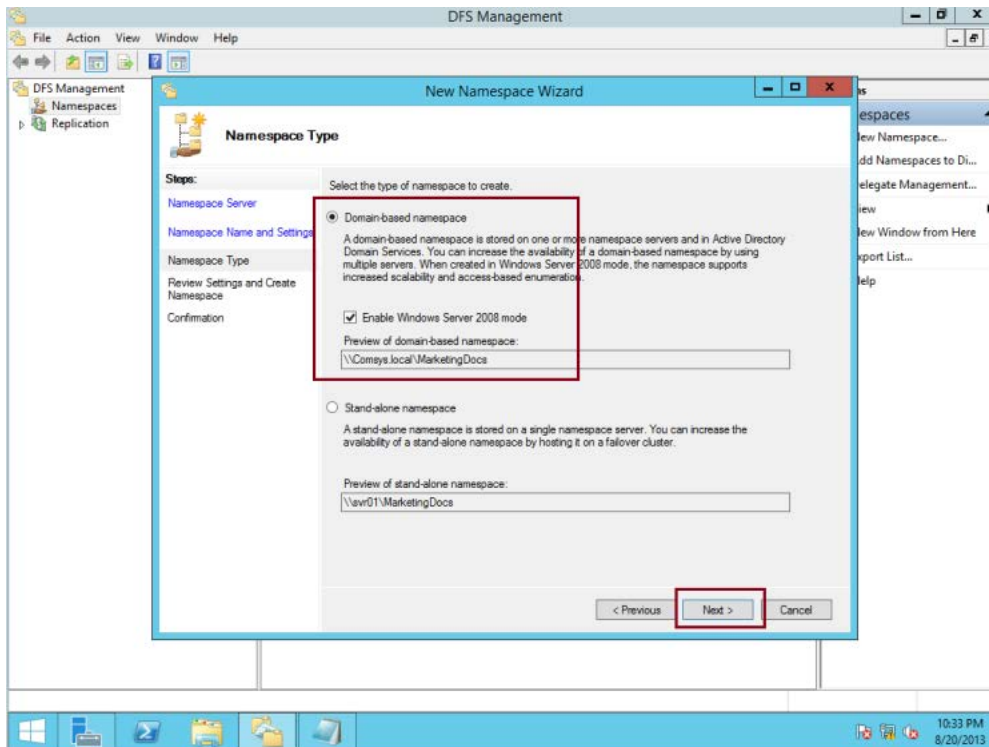 DFS Management
File Action View Window Help
DFS Management
Namespaces
Replication
New Namespace Wizard
Namespace Type
Steps:
Namespace Server
Namespace Name and Settings
Namespace Type
Review Settings and Create
Namespace
Confirmation
Select the type of namespace to create.
Domain-based namespace
A domain-based namespace is stored on one or more namespace servers and in Active Directory
Domain Services. You can increase the availability of a domain-based namespace by using
multiple servers. When created in Windows Server 2008 mode, the namespace supports
increased scalability and access-based enumeration.
Enable Windows Server 2008 mode
Preview of domain-based namespace:
\\Comsys.local\MarketingDocs
Stand-alone namespace
A stand-alone namespace is stored on a single namespace server. You can increase the
availability of a stand-alone namespace by hosting it on a failover cluster.
Preview of stand-alone namespace:
\\svr01\MarketingDocs
< Previous
Next >
Cancel
ns
espaces
lew Namespace...
dd Namespaces to Di...
elegate Management...
iew
lew Window from Here
xport List...
lelp
10:33 PM
8/20/2013